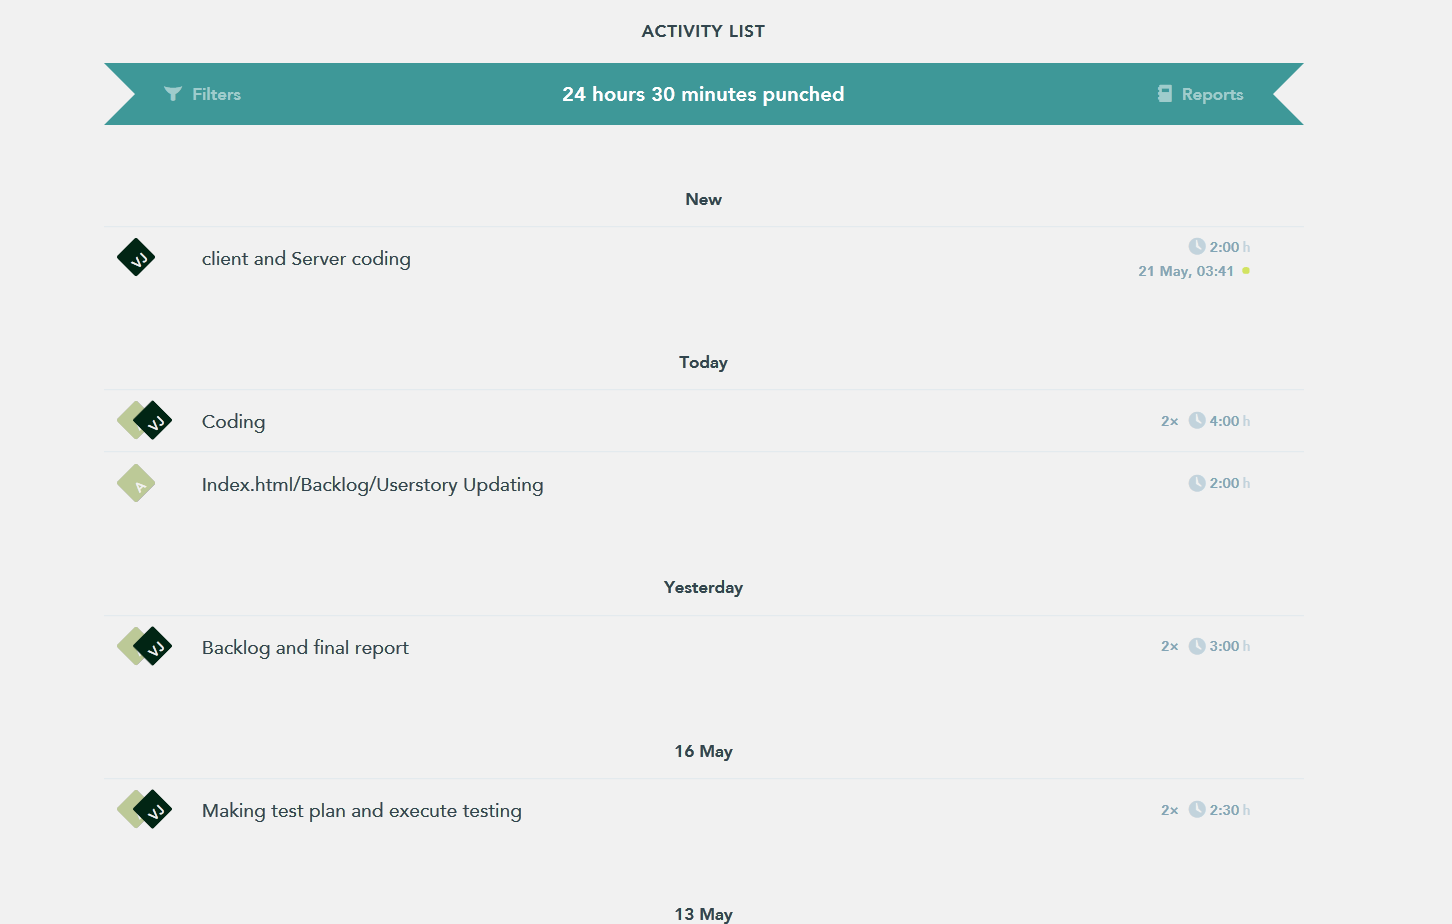 ACTIVITY LIST
Filters
24 hours 30 minutes punched
Reports
New
VJ
client and Server coding
2:00 h
21 May, 03:41
Today
VJ
Coding
2× 4:00 h
A
Index.html/Backlog/Userstory Updating
2:00 h
Yesterday
VJ
Backlog and final report
2× 3:00 h
16 May
VJ
Making test plan and execute testing
2× 2:30 h
13 May